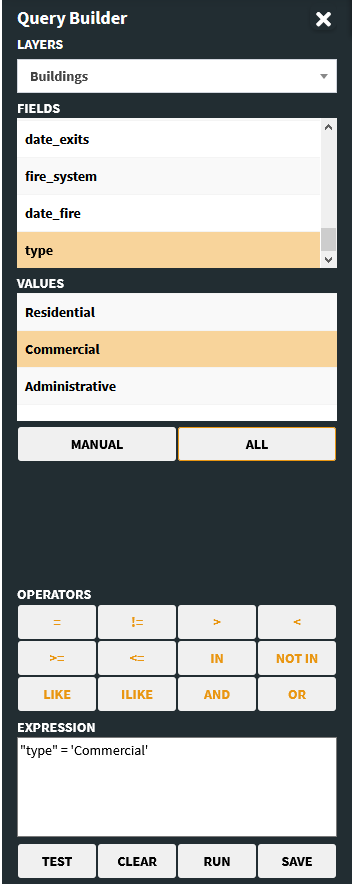 Query Builder
LAYERS
Buildings
FIELDS
date_exits
fire_system
date_fire
type
VALUES
Residential
Commercial
Administrative
MANUAL ALL
OPERATORS
= != > <
>= <= IN NOT IN
LIKE ILIKE AND OR
EXPRESSION
"type" = 'Commercial'
TEST CLEAR RUN SAVE